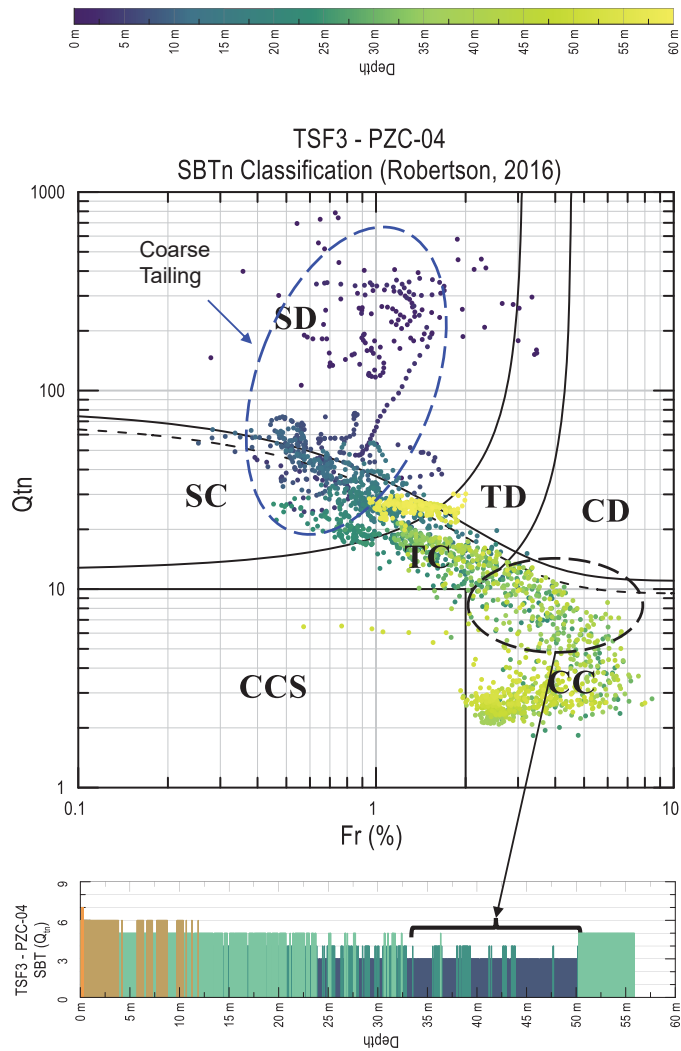 0 m 5 m 10 m 15 m 20 m 25 m 30 m 35 m 40 m 45 m 50 m 55 m 60 m
Depth
TSF3 - PZC-04
SBTn Classification (Robertson, 2016)
1000
Coarse
Tailing
SD
100
Qtn
SC
TD
CD
TC
10
CCS
CC
1
0.1 1 10
Fr (%)
TSF3 - PZC-04
SBT (Qtn)
9
6
3
0
0 m 5 m 10 m 15 m 20 m 25 m 30 m 35 m 40 m 45 m 50 m 55 m 60 m
Depth